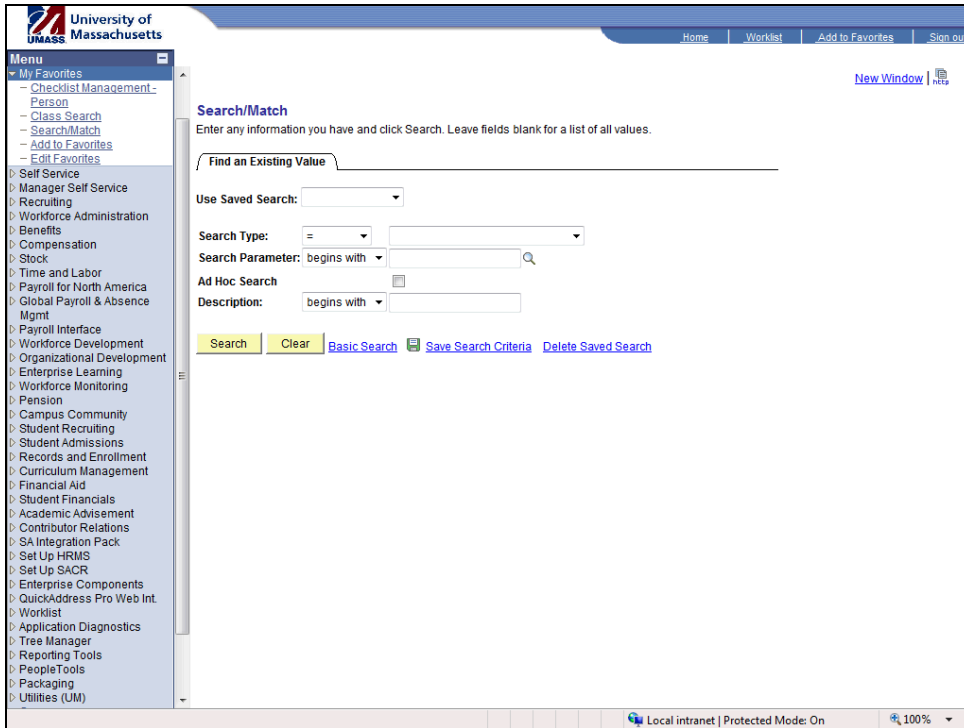 University of
UMASS Massachusetts
Home Worklist Add to Favorites Sign ou
Menu
My Favorites
- Checklist Management -
Person
- Class Search
- Search/Match
- Add to Favorites
- Edit Favorites
Self Service
Manager Self Service
Recruiting
Workforce Administration
Benefits
Compensation
Stock
Time and Labor
Payroll for North America
Global Payroll & Absence
Mgmt
Payroll Interface
Workforce Development
Organizational Development
Enterprise Learning
Workforce Monitoring
Pension
Campus Community
Student Recruiting
Student Admissions
Records and Enrollment
Curriculum Management
Financial Aid
Student Financials
Academic Advisement
Contributor Relations
SA Integration Pack
Set Up HRMS
Set Up SACR
Enterprise Components
QuickAddress Pro Web Int.
Worklist
Application Diagnostics
Tree Manager
Reporting Tools
PeopleTools
Packaging
Utilities (UM)
New Window | http
Search/Match
Enter any information you have and click Search. Leave fields blank for a list of all values.
Find an Existing Value
Use Saved Search:
Search Type: =
Search Parameter: begins with
Ad Hoc Search
Description: begins with
Search Clear Basic Search Save Search Criteria Delete Saved Search
Local intranet | Protected Mode: On 100%